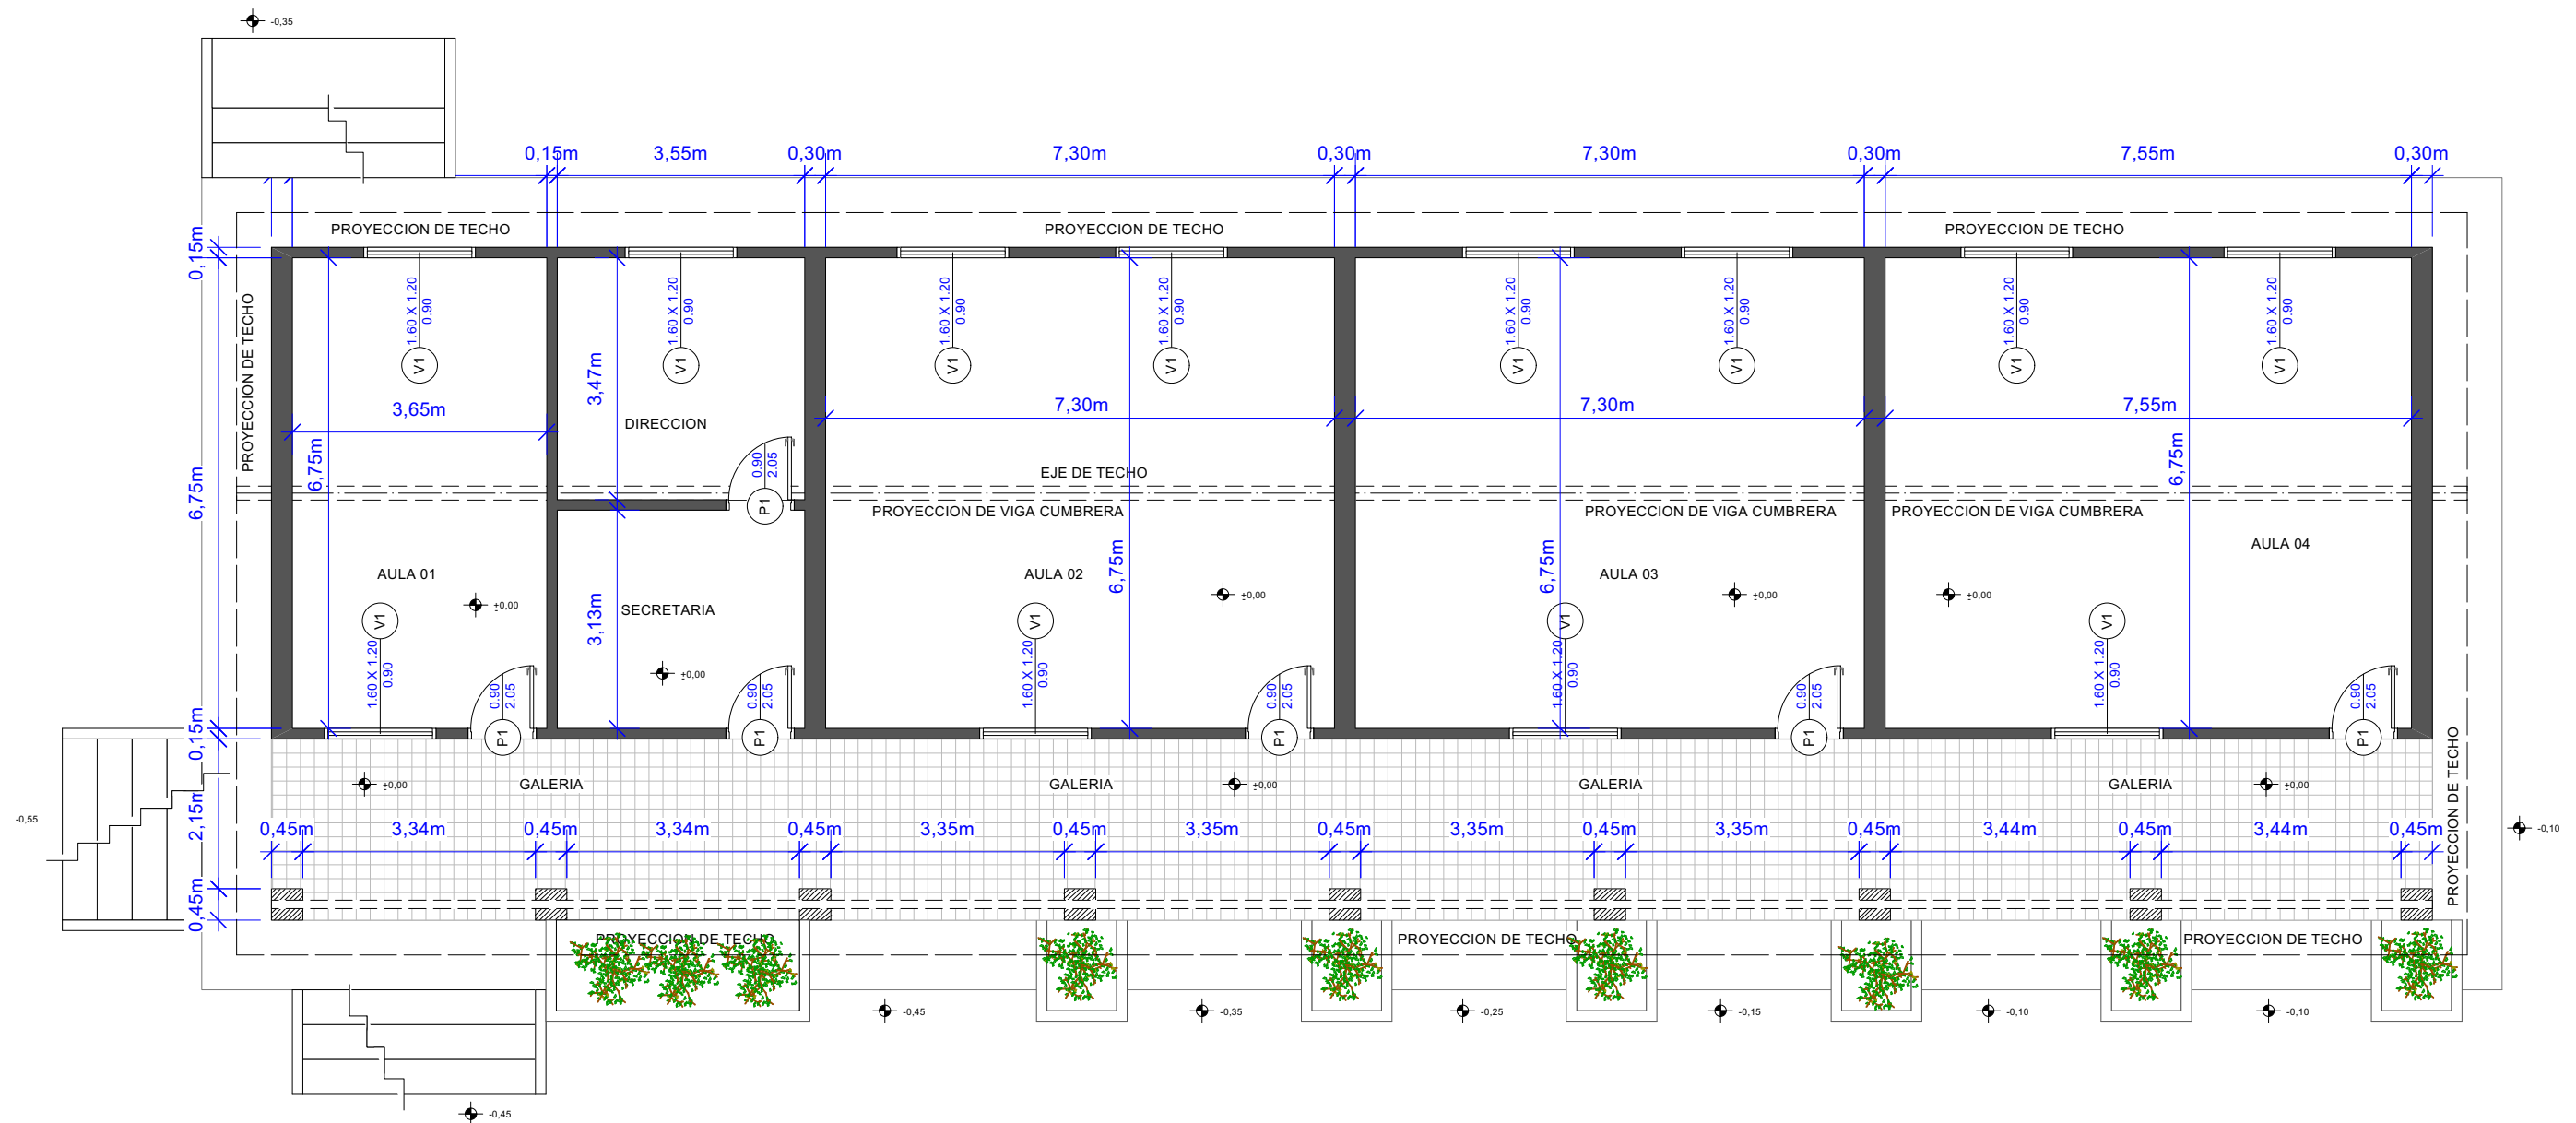 -0,35
0,15m 3,55m 0,30m 7,30m 0,30m 7,30m 0,30m 7,55m 0,30m
PROYECCION DE TECHO PROYECCION DE TECHO PROYECCION DE TECHO
0,15m
PROYECCION DE TECHO
1.60 X 1.20
0.90
1.60 X 1.20
0.90
1.60 X 1.20
0.90
1.60 X 1.20
0.90
1.60 X 1.20
0.90
1.60 X 1.20
0.90
1.60 X 1.20
0.90
1.60 X 1.20
0.90
V1 V1 V1 V1 V1 V1 V1 V1
3,47m
3,65m 7,30m 7,30m 7,55m
DIRECCION
6,75m
6,75m
6,75m
0.90
2.05
P1
EJE DE TECHO
PROYECCION DE VIGA CUMBRERA PROYECCION DE VIGA CUMBRERA PROYECCION DE VIGA CUMBRERA
AULA 04
AULA 01 AULA 02 AULA 03
6,75m
6,75m
±0,00 ±0,00 ±0,00 ±0,00
SECRETARIA
3,13m
V1 V1 V1 V1
1.60 X 1.20
0.90
1.60 X 1.20
0.90
1.60 X 1.20
0.90
1.60 X 1.20
0.90
±0,00
0.90
2.05
0.90
2.05
0.90
2.05
0.90
2.05
0.90
2.05
P1 P1 P1 P1 P1
0,15m
±0,00 GALERIA GALERIA ±0,00 GALERIA GALERIA ±0,00
PROYECCION DE TECHO
-0,55
2,15m
0,45m 3,34m 0,45m 3,34m 0,45m 3,35m 0,45m 3,35m 0,45m 3,35m 0,45m 3,35m 0,45m 3,44m 0,45m 3,44m 0,45m
-0,10
0,45m
PROYECCION DE TECHO PROYECCION DE TECHO PROYECCION DE TECHO
-0,45 -0,35 -0,25 -0,15 -0,10 -0,10
-0,45